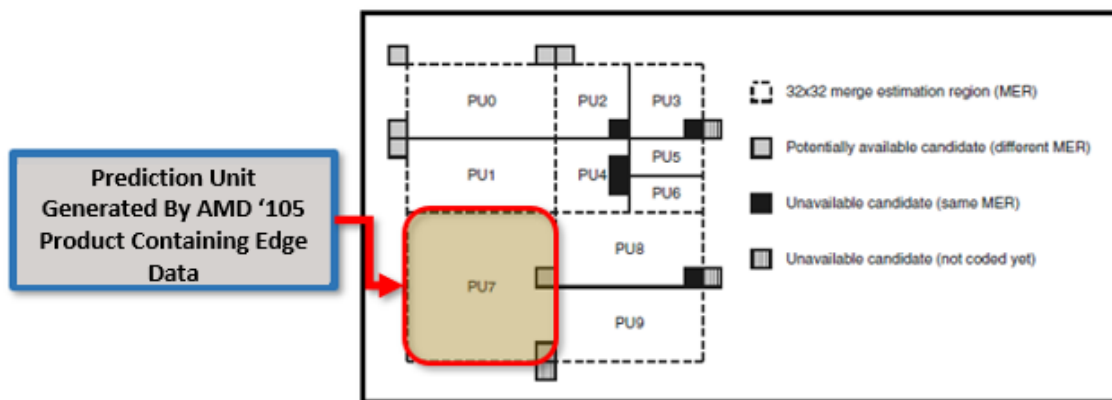 Prediction Unit
Generated By AMD ‘105
Product Containing Edge
Data
PU0
PU2
PU3
PU1
PU4
PU5
PU6
PU7
PU8
PU9
32x32 merge estimation region (MER)
Potentially available candidate (different MER)
Unavailable candidate (same MER)
Unavailable candidate (not coded yet)